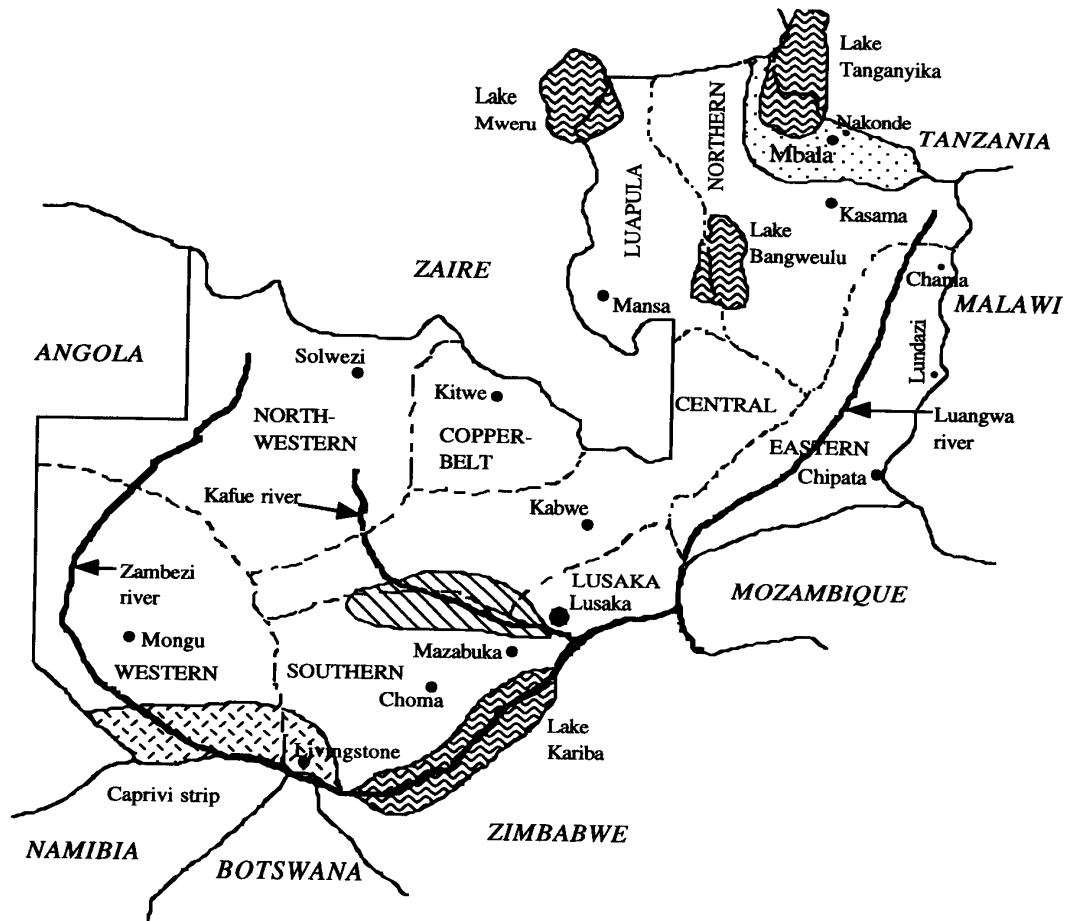 Lake
Tanganyika
Lake
Mweru
Nakonde
TANZANIA
Mbala
NORTHERN
LUAPULA
Kasama
Lake
Bangweulu
ZAIRE
Chama
MALAWI
Mansa
Lundazi
ANGOLA
Solwezi
Kitwe
CENTRAL
NORTH-
WESTERN
COPPER-
BELT
Luangwa
river
EASTERN
Chipata
Kafue river
Kabwe
Zambezi
river
LUSAKA
Lusaka
MOZAMBIQUE
Mongu
WESTERN
SOUTHERN
Mazabuka
Choma
Lake
Kariba
Livingstone
Caprivi strip
ZIMBABWE
NAMIBIA
BOTSWANA